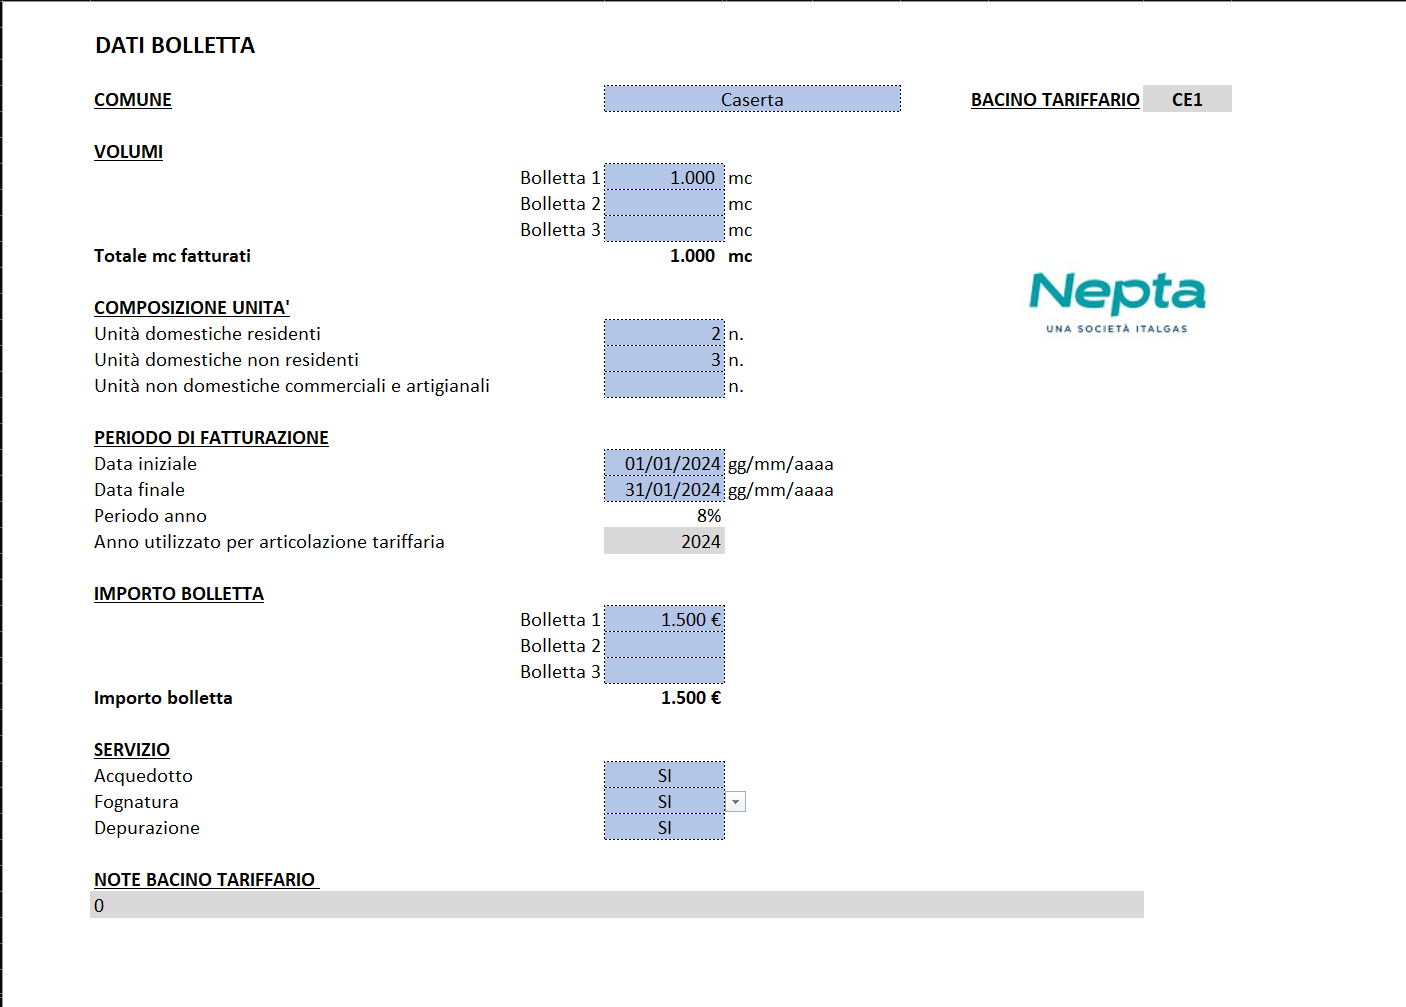 DATI BOLLETTA
COMUNE Caserta BACINO TARIFFARIO CE1
VOLUMI
Bolletta 1 1.000 mc
Bolletta 2 mc
Bolletta 3 mc
Totale mc fatturati 1.000 mc
Nepta
UNA SOCIETÀ ITALGAS
COMPOSIZIONE UNITA'
Unità domestiche residenti 2 n.
Unità domestiche non residenti 3 n.
Unità non domestiche commerciali e artigianali n.
PERIODO DI FATTURAZIONE
Data iniziale 01/01/2024 gg/mm/aaaa
Data finale 31/01/2024 gg/mm/aaaa
Periodo anno 8%
Anno utilizzato per articolazione tariffaria 2024
IMPORTO BOLLETTA
Bolletta 1 1.500 €
Bolletta 2
Bolletta 3
Importo bolletta 1.500 €
SERVIZIO
Acquedotto SI
Fognatura SI
Depurazione SI
NOTE BACINO TARIFFARIO
0